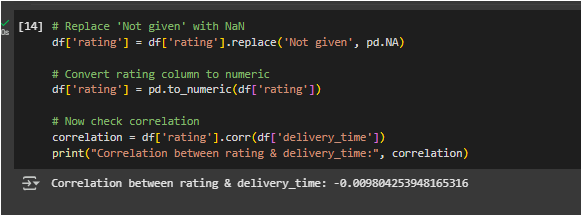 [14] # Replace 'Not given' with NaN
df['rating'] = df['rating'].replace('Not given', pd.NA)
# Convert rating column to numeric
df['rating'] = pd.to_numeric(df['rating'])
# Now check correlation
correlation = df['rating'].corr(df['delivery_time'])
print("Correlation between rating & delivery_time:", correlation)
0s
Correlation between rating & delivery_time: -0.009804253948165316